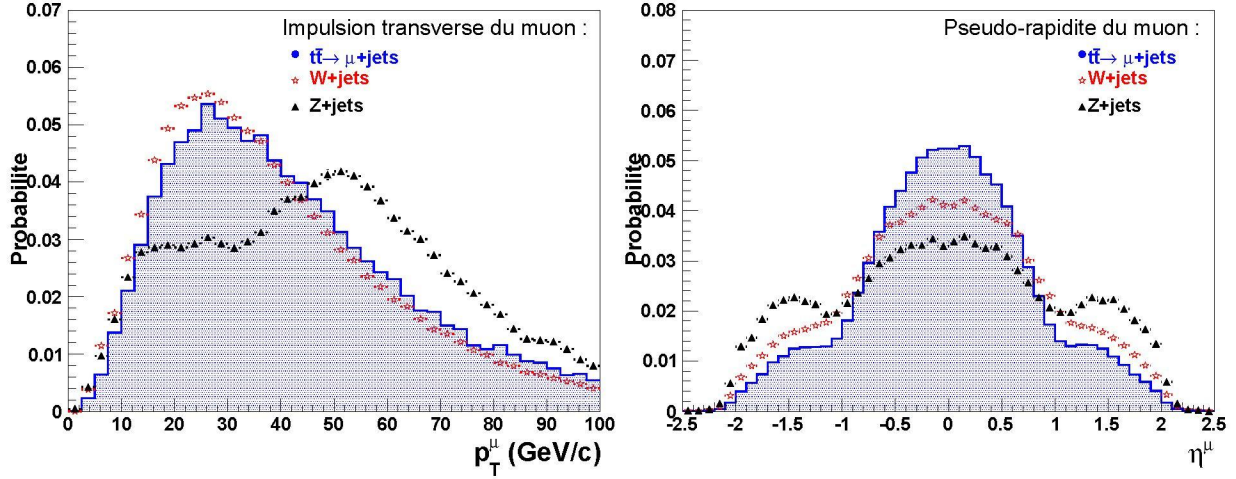 Impulsion transverse du muon :
tt̄→ μ+jets
W+jets
Z+jets
Probabilite
0.07
0.06
0.05
0.04
0.03
0.02
0.01
0
0 10 20 30 40 50 60 70 80 90 100
p_T^μ (GeV/c)
Pseudo-rapidite du muon :
tt̄→ μ+jets
W+jets
Z+jets
Probabilite
0.08
0.07
0.06
0.05
0.04
0.03
0.02
0.01
0
-2.5 -2 -1.5 -1 -0.5 0 0.5 1 1.5 2 2.5
η^μ